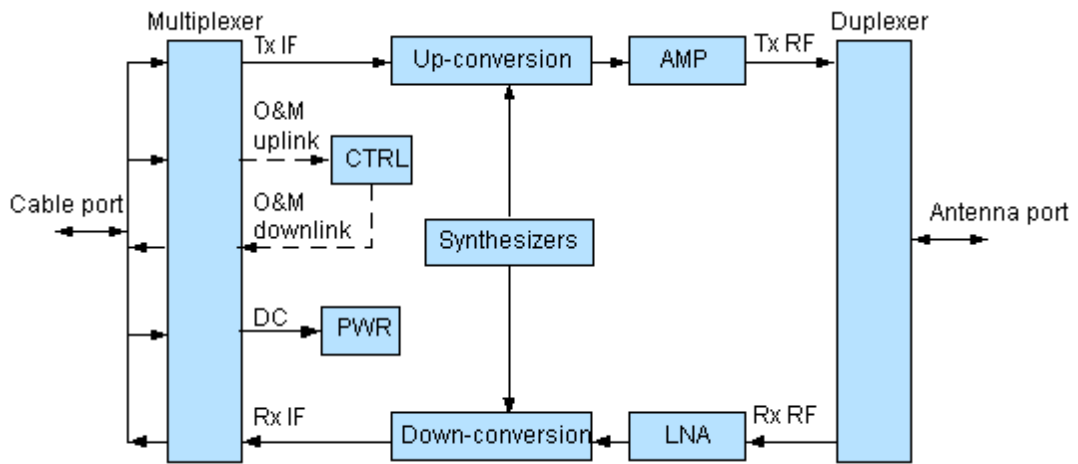 Multiplexer
Duplexer
Tx IF
Up-conversion
AMP
Tx RF
O&M
uplink
CTRL
Cable port
O&M
downlink
Synthesizers
Antenna port
DC
PWR
Rx IF
Down-conversion
LNA
Rx RF